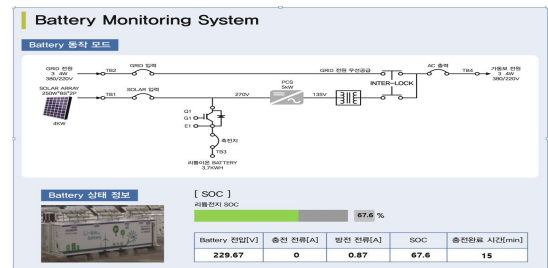 Battery Monitoring System
Battery 동작 모드
GRID 전원
3 4W
380/220V
TB2
GRID 입력
GRID 전원 우선공급
INTER-LOCK
AC 출력
TB4
가동보 전원
3 4W
380/220V
SOLAR ARRAY
250W*8S*2P
4KW
TB1
SOLAR 입력
270V
PCS
5kW
135V
Q1
G1
E1
축전지
TB3
리튬이온 BATTERY
3.7KWH
Battery 상태 정보
[ SOC ]
리튬전지 SOC
67.6 %
Battery 전압[V] 충전 전류[A] 방전 전류[A] SOC 충전완료 시간[min]
229.67 0 0.87 67.6 15